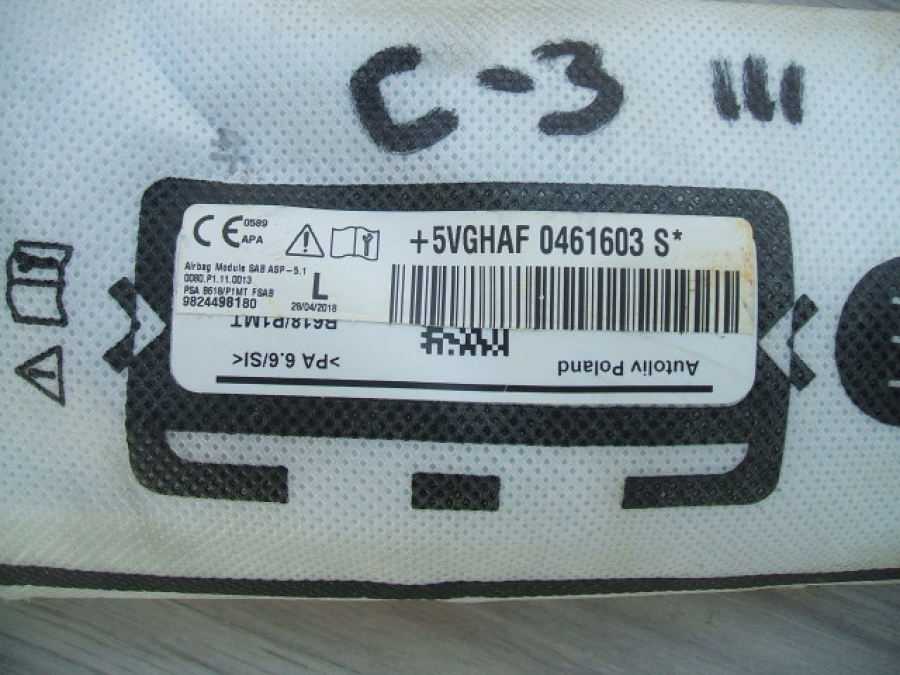 C-3 III
CE 0589
APA
+5VGHAF 0461603 S*
Airbag Module SAB ASP-5.1
0080.P1.11.0013
PSA B618/P1MT FSAB
9824498180
L
28/04/2018
B618/P1MT
>PA 6.6/SI<
Autoliv Poland